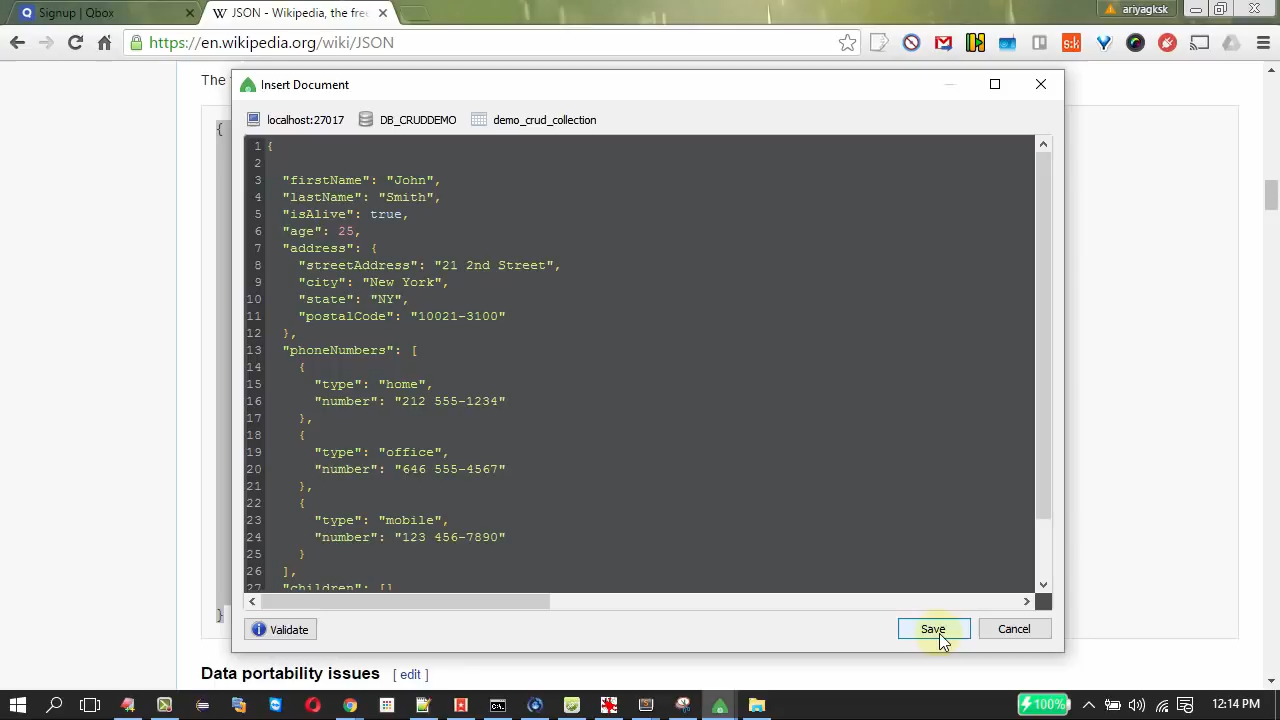 Signup | Qbox
JSON - Wikipedia, the fre
ariyagksk
https://en.wikipedia.org/wiki/JSON
s:k
The
{
Insert Document
localhost:27017 DB_CRUDDEMO demo_crud_collection
1 {
2
3 "firstName": "John",
4 "lastName": "Smith",
5 "isAlive": true,
6 "age": 25,
7 "address": {
8 "streetAddress": "21 2nd Street",
9 "city": "New York",
10 "state": "NY",
11 "postalCode": "10021-3100"
12 },
13 "phoneNumbers": [
14 {
15 "type": "home",
16 "number": "212 555-1234"
17 },
18 {
19 "type": "office",
20 "number": "646 555-4567"
21 },
22 {
23 "type": "mobile",
24 "number": "123 456-7890"
25 }
26 ],
27 "children": []
}
Validate Save Cancel
Data portability issues [ edit ]
100%
12:14 PM